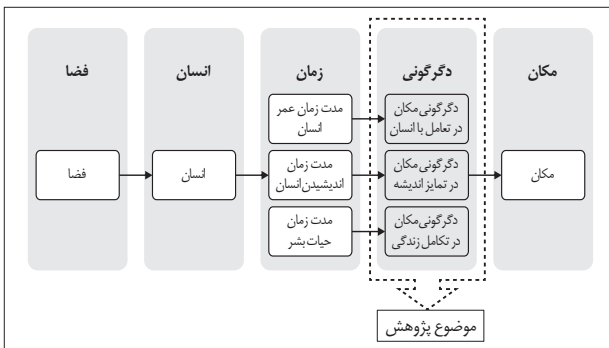 فضا
انسان
زمان
دگرگونی
مکان
فضا
انسان
مدت زمان عمر
انسان
مدت زمان
اندیشیدن انسان
مدت زمان
حیات بشر
دگرگونی مکان
در تعامل با انسان
دگرگونی مکان
در تمایز اندیشه
دگرگونی مکان
در تکامل زندگی
مکان
موضوع پژوهش